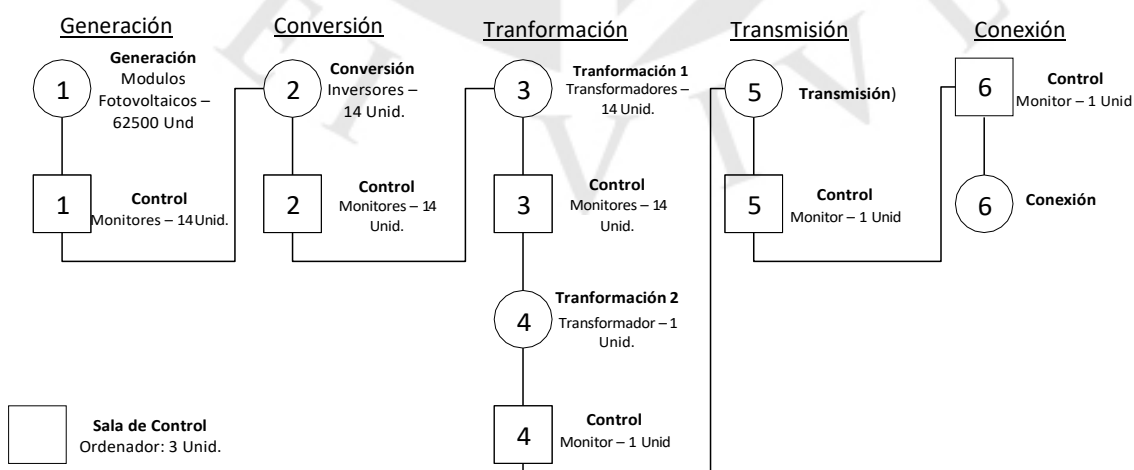 Generación
1
Generación
Modulos
Fotovoltaicos –
62500 Und
1
Control
Monitores – 14Unid.
Conversión
2
Conversión
Inversores –
14 Unid.
2
Control
Monitores – 14
Unid.
Tranformación
3
Tranformación 1
Transformadores –
14 Unid.
3
Control
Monitores – 14
Unid.
4
Tranformación 2
Transformador – 1
Unid.
4
Control
Monitor – 1 Unid
Transmisión
5
Transmisión)
5
Control
Monitor – 1 Unid
Conexión
6
Control
Monitor – 1 Unid
6
Conexión
Sala de Control
Ordenador: 3 Unid.